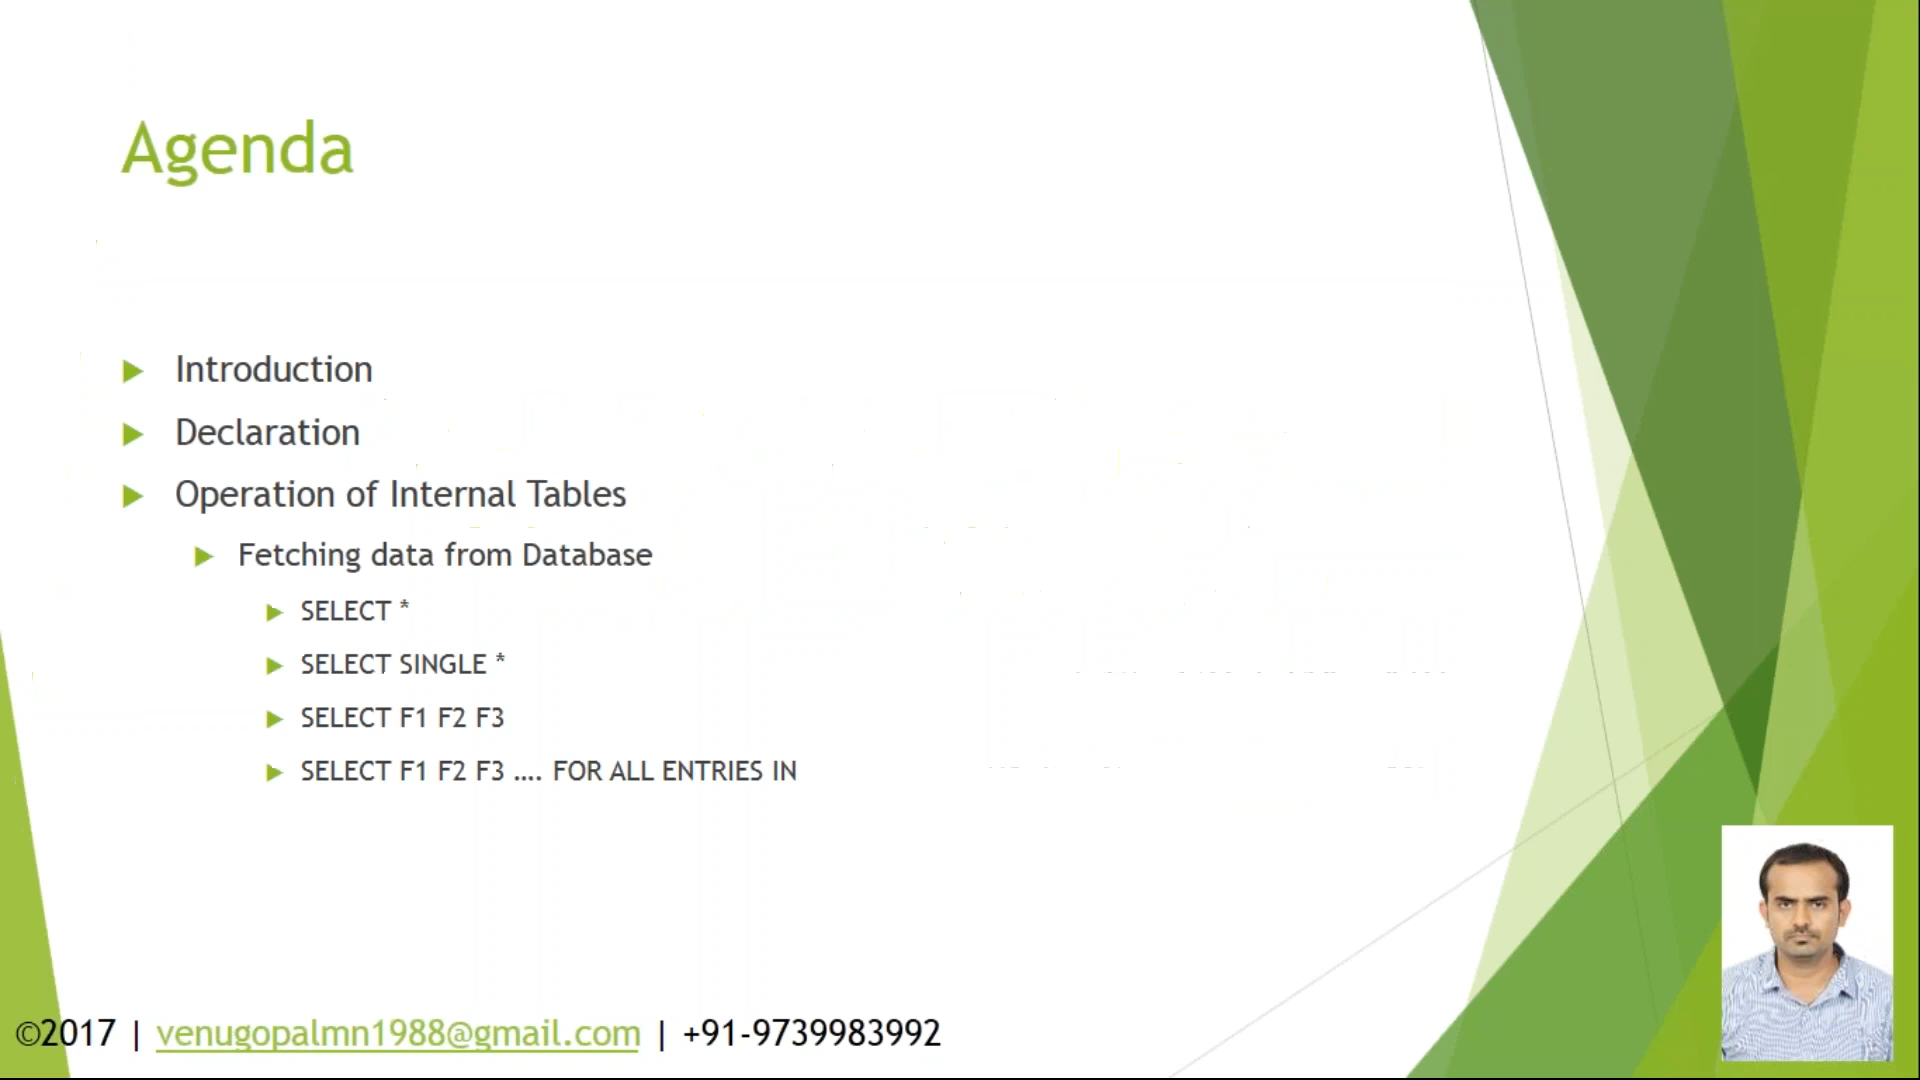 Agenda
Introduction
Declaration
Operation of Internal Tables
Fetching data from Database
SELECT *
SELECT SINGLE *
SELECT F1 F2 F3
SELECT F1 F2 F3 .... FOR ALL ENTRIES IN
©2017 | venugopalmn1988@gmail.com | +91-9739983992